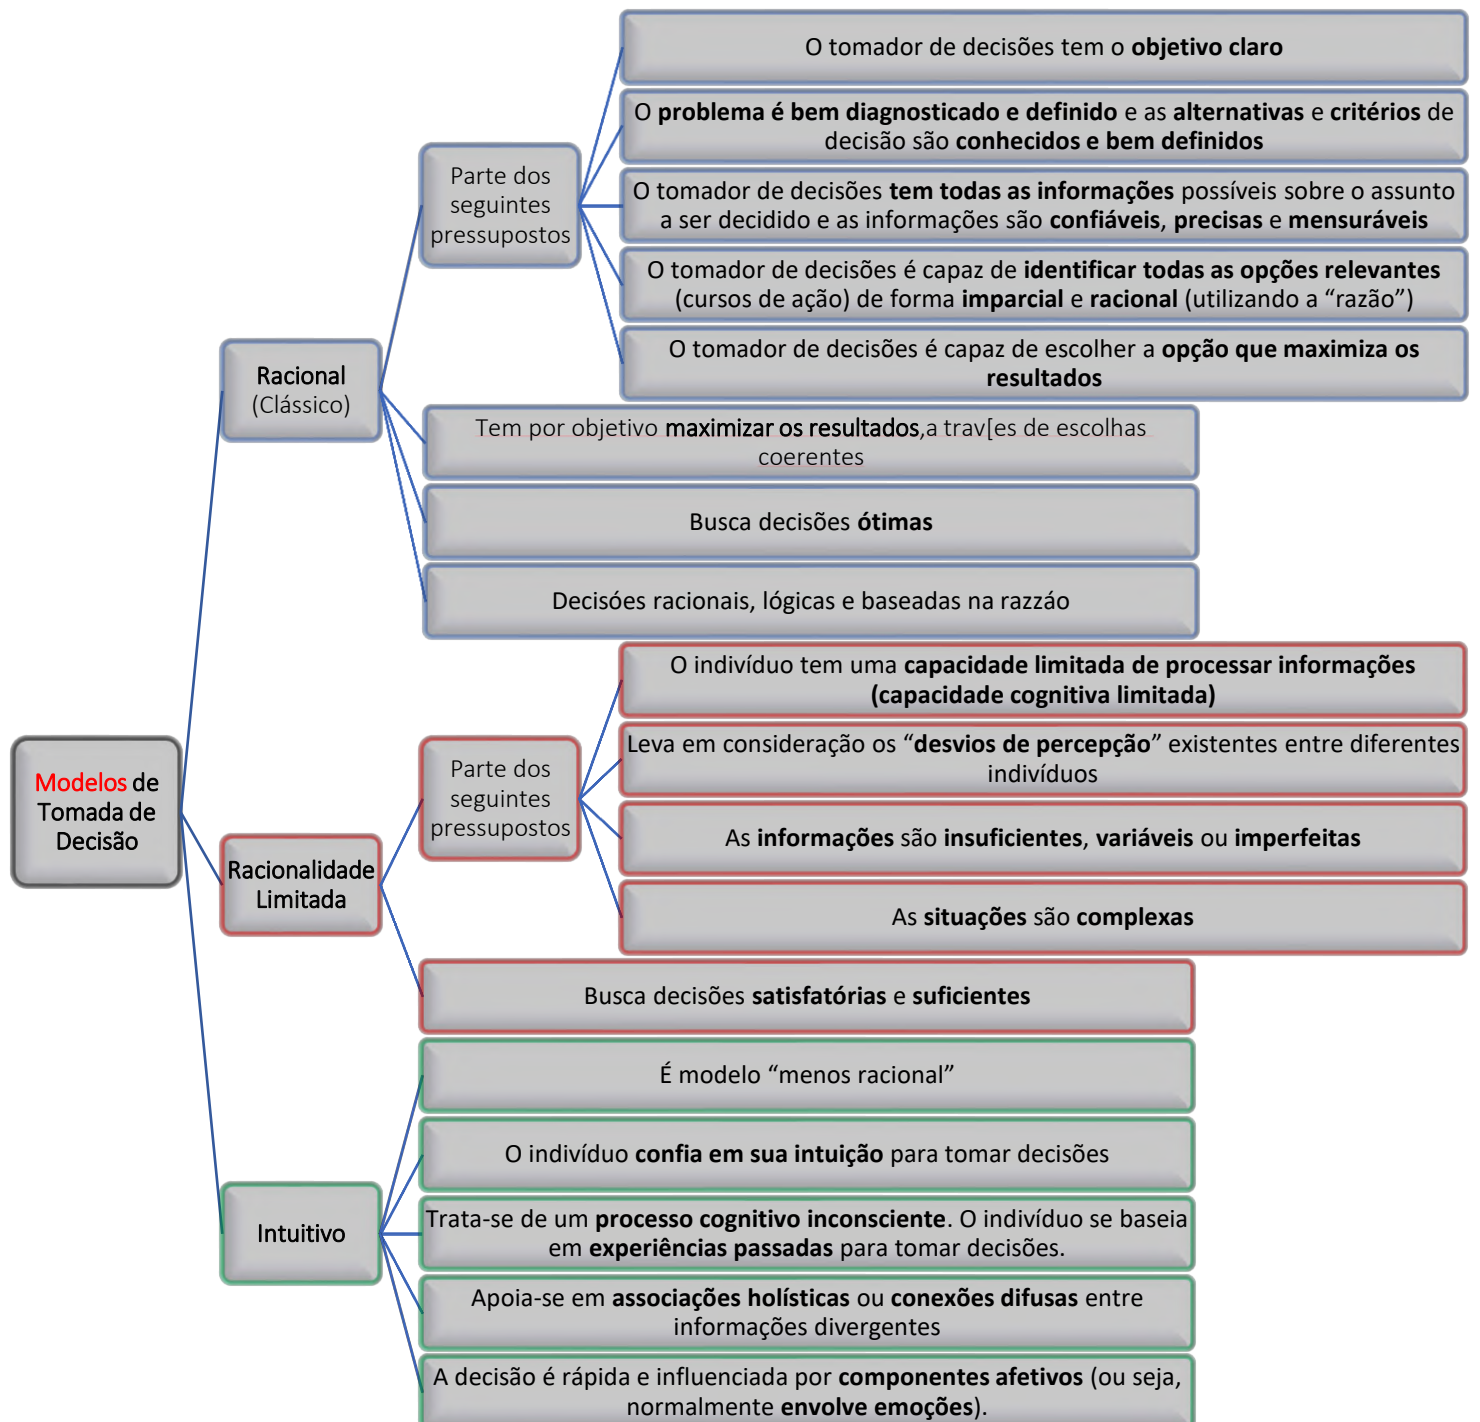 O tomador de decisões tem o objetivo claro
O problema é bem diagnosticado e definido e as alternativas e critérios de
decisão são conhecidos e bem definidos
Parte dos
seguintes
pressupostos
O tomador de decisões tem todas as informações possíveis sobre o assunto
a ser decidido e as informações são confiáveis, precisas e mensuráveis
O tomador de decisões é capaz de identificar todas as opções relevantes
(cursos de ação) de forma imparcial e racional (utilizando a “razão”)
O tomador de decisões é capaz de escolher a opção que maximiza os
resultados
Racional
(Clássico)
Tem por objetivo maximizar os resultados,a trav[es de escolhas
coerentes
Busca decisões ótimas
Decisóes racionais, lógicas e baseadas na razzáo
Modelos de
Tomada de
Decisão
Racionalidade
Limitada
Parte dos
seguintes
pressupostos
O indivíduo tem uma capacidade limitada de processar informações
(capacidade cognitiva limitada)
Leva em consideração os “desvios de percepção” existentes entre diferentes
indivíduos
As informações são insuficientes, variáveis ou imperfeitas
As situações são complexas
Busca decisões satisfatórias e suficientes
Intuitivo
É modelo “menos racional”
O indivíduo confia em sua intuição para tomar decisões
Trata-se de um processo cognitivo inconsciente. O indivíduo se baseia
em experiências passadas para tomar decisões.
Apoia-se em associações holísticas ou conexões difusas entre
informações divergentes
A decisão é rápida e influenciada por componentes afetivos (ou seja,
normalmente envolve emoções).